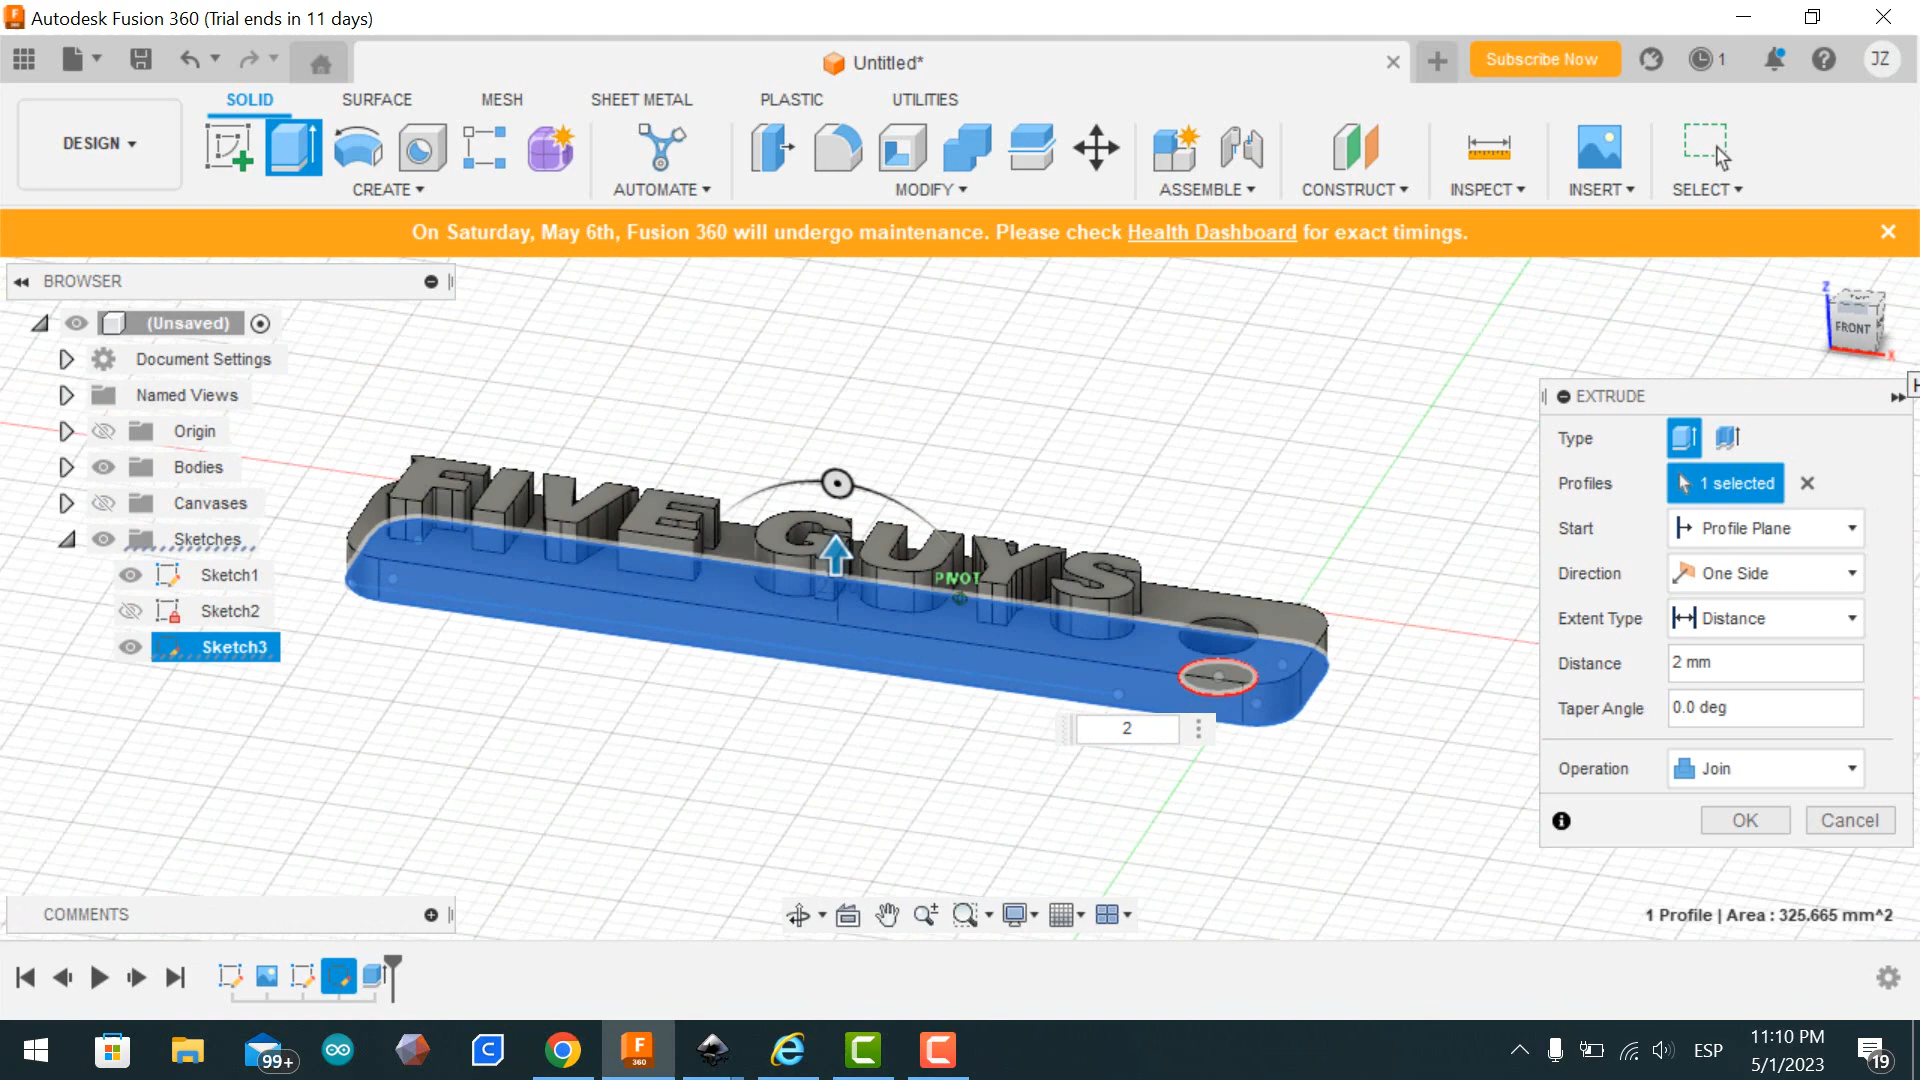 Autodesk Fusion 360 (Trial ends in 11 days)
Untitled*
Subscribe Now
1
JZ
DESIGN
SOLID
SURFACE
MESH
SHEET METAL
PLASTIC
UTILITIES
CREATE
AUTOMATE
MODIFY
ASSEMBLE
CONSTRUCT
INSPECT
INSERT
SELECT
On Saturday, May 6th, Fusion 360 will undergo maintenance. Please check Health Dashboard for exact timings.
BROWSER
(Unsaved)
Document Settings
Named Views
Origin
Bodies
Canvases
Sketches
Sketch1
Sketch2
Sketch3
FIVE GUYS
PIVOT
2
Z
TOP
FRONT
X
EXTRUDE
Type
Profiles
1 selected
Start
Profile Plane
Direction
One Side
Extent Type
Distance
Distance
2 mm
Taper Angle
0.0 deg
Operation
Join
OK
Cancel
COMMENTS
1 Profile | Area : 325.665 mm^2
99+
F
360
ESP
11:10 PM
5/1/2023
19